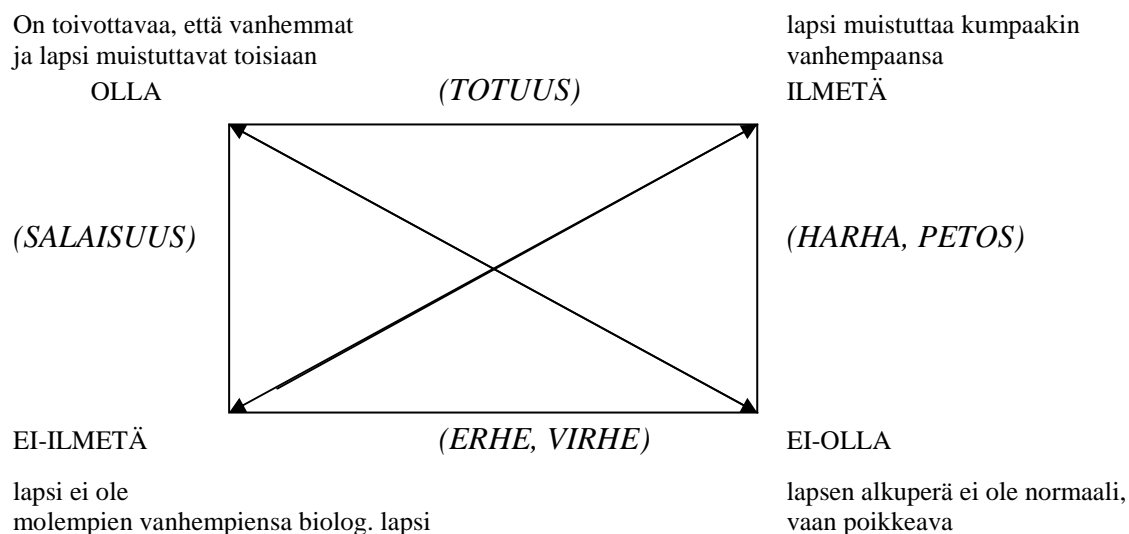 On toivottavaa, että vanhemmat
ja lapsi muistuttavat toisiaan
lapsi muistuttaa kumpaakin
vanhempaansa
OLLA (TOTUUS) ILMETÄ
(SALAISUUS) (HARHA, PETOS)
EI-ILMETÄ (ERHE, VIRHE) EI-OLLA
lapsi ei ole
molempien vanhempiensa biolog. lapsi
lapsen alkuperä ei ole normaali,
vaan poikkeava